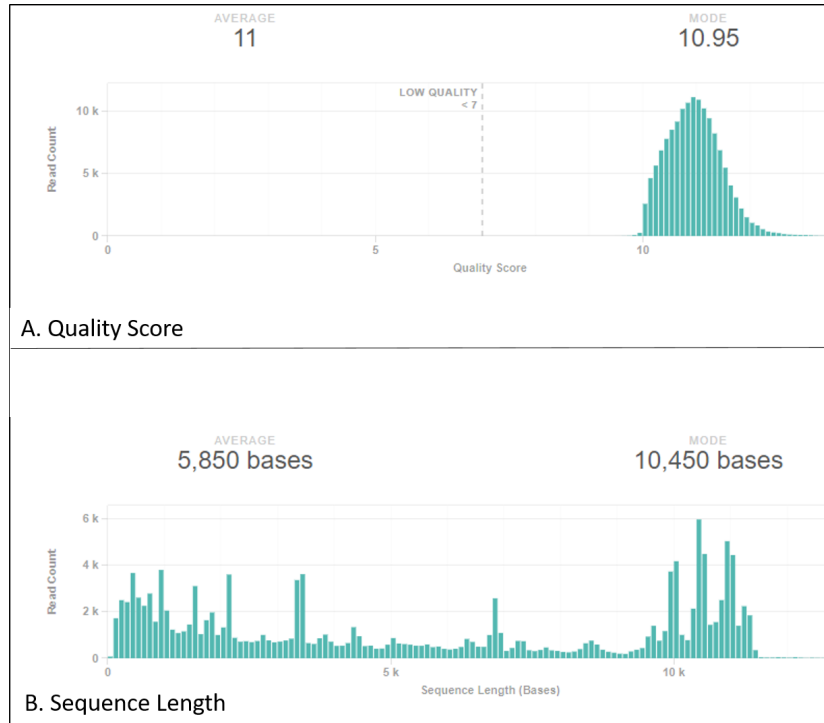 AVERAGE
11
MODE
10.95
LOW QUALITY
< 7
10 k
5 k
0
Read Count
0
5
10
Quality Score
A. Quality Score
AVERAGE
5,850 bases
MODE
10,450 bases
6 k
4 k
2 k
0
Read Count
0
5 k
10 k
Sequence Length (Bases)
B. Sequence Length